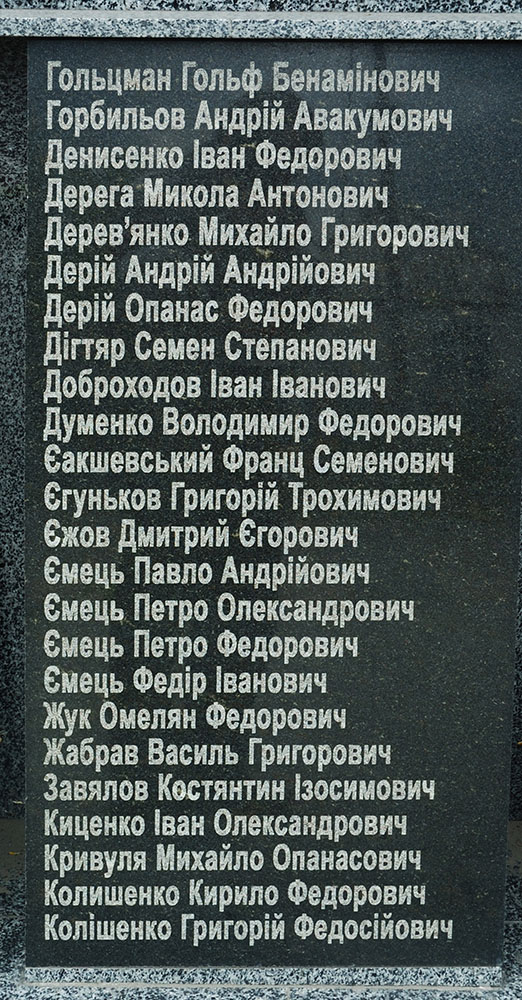 Гольцман Гольф Бенамінович
Горбильов Андрій Авакумович
Денисенко Іван Федорович
Дерега Микола Антонович
Дерев'янко Михайло Григорович
Дерій Андрій Андрійович
Дерій Опанас Федорович
Дігтяр Семен Степанович
Доброходов Іван Іванович
Думенко Володимир Федорович
Єакшевський Франц Семенович
Єгуньков Григорій Трохимович
Єжов Дмитрий Єгорович
Ємець Павло Андрійович
Ємець Петро Олександрович
Ємець Петро Федорович
Ємець Федір Іванович
Жук Омелян Федорович
Жабрав Василь Григорович
Завялов Костянтин Ізосимович
Киценко Іван Олександрович
Кривуля Михайло Опанасович
Колишенко Кирило Федорович
Колішенко Григорій Федосійович